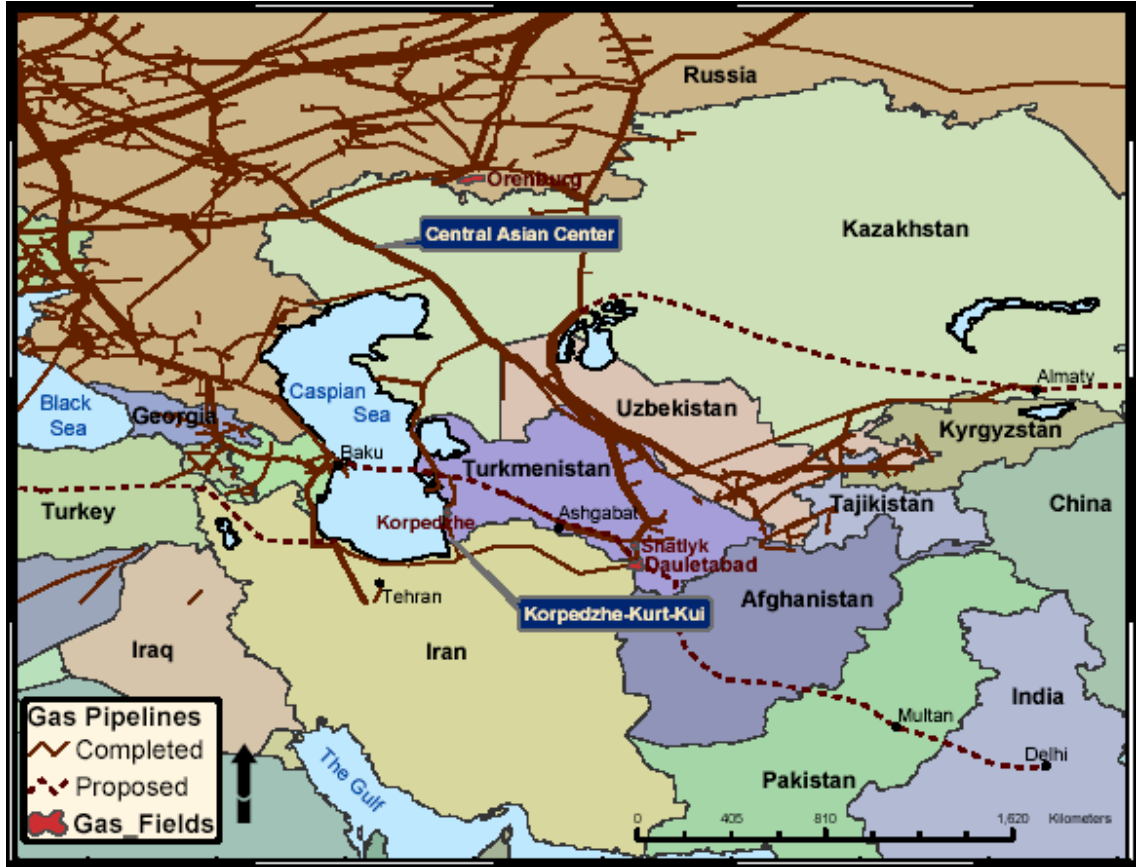 Russia
Orenburg
Kazakhstan
Central Asian Center
Almaty
Caspian
Sea
Black
Sea
Georgia
Uzbekistan
Kyrgyzstan
Baku
Turkmenistan
Tajikistan
China
Turkey
Ashgabat
Korpedzhe
Shatlyk
Dauletabad
Tehran
Afghanistan
Korpedzhe-Kurt-Kui
Iraq
Iran
India
Multan
Delhi
Pakistan
The Gulf
Gas Pipelines
Completed
Proposed
Gas_Fields
0 405 810 1,620 Kilometers